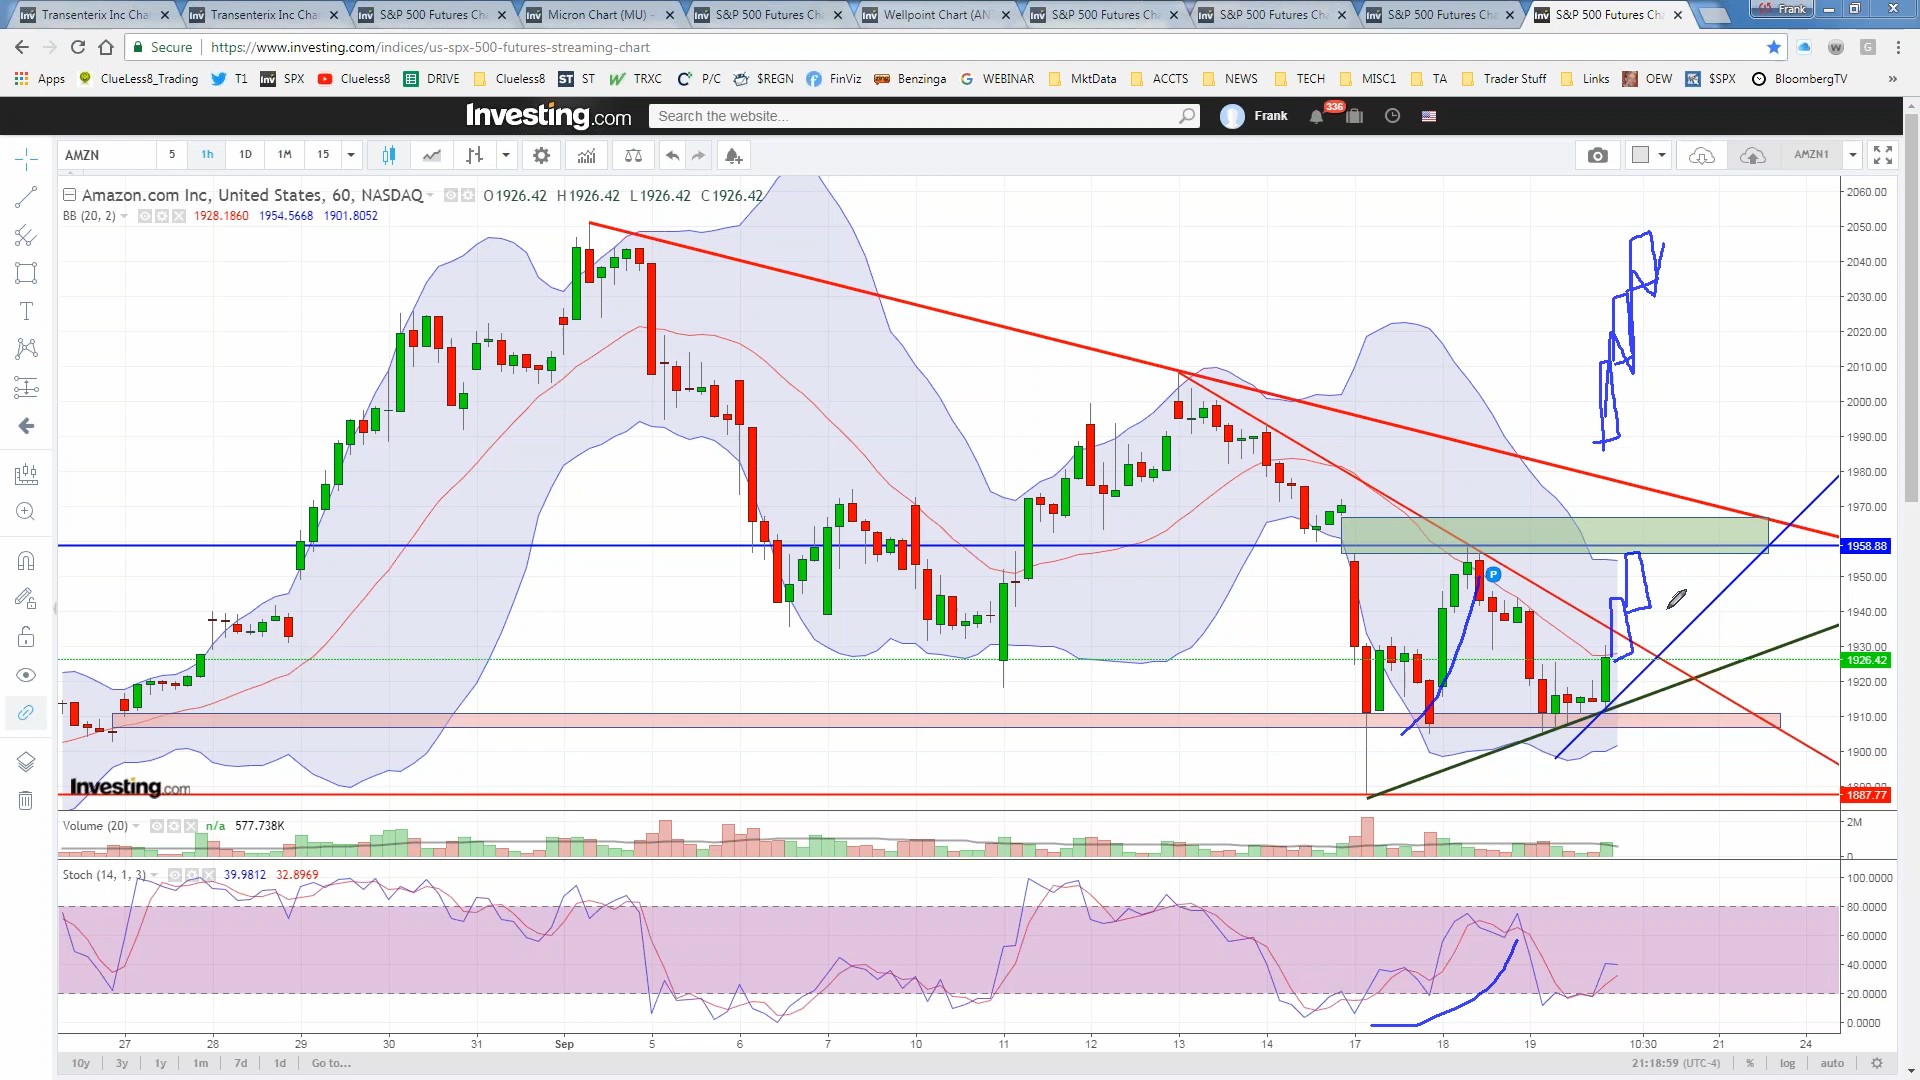 Transenterix Inc Cha
Transenterix Inc Cha
S&P 500 Futures Cha
Micron Chart (MU) -
S&P 500 Futures Cha
Wellpoint Chart (AN
S&P 500 Futures Cha
S&P 500 Futures Cha
S&P 500 Futures Cha
S&P 500 Futures Cha
Frank
Secure
https://www.investing.com/indices/us-spx-500-futures-streaming-chart
Apps
ClueLess8_Trading
T1
SPX
Clueless8
DRIVE
Clueless8
ST
TRXC
P/C
$REGN
FinViz
Benzinga
WEBINAR
MktData
ACCTS
NEWS
TECH
MISC1
TA
Trader Stuff
Links
OEW
$SPX
BloombergTV
»
Investing.com
Search the website...
Frank
336
AMZN
5
1h
1D
1M
15
AMZN1
Amazon.com Inc, United States, 60, NASDAQ
O1926.42 H1926.42 L1926.42 C1926.42
BB (20, 2)
1928.1860 1954.5668 1901.8052
2060.00
2050.00
2040.00
2030.00
2020.00
2010.00
2000.00
1990.00
1980.00
1970.00
1958.88
1950.00
1940.00
1930.00
1926.42
1920.00
1910.00
1900.00
1887.77
P
Investing.com
Volume (20)
n/a 577.738K
2M
0
Stoch (14, 1, 3)
39.9812 32.8969
100.0000
80.0000
60.0000
40.0000
20.0000
0.0000
27
28
29
30
31
Sep
5
6
7
10
11
12
13
14
17
18
19
10:30
21
24
10y
3y
1y
1m
7d
1d
Go to...
21:18:59 (UTC-4)
%
log
auto